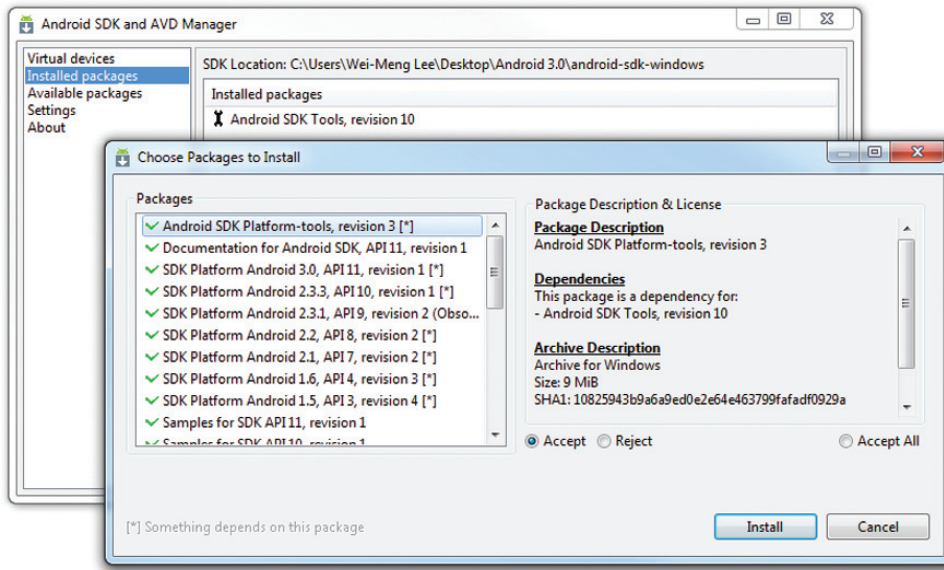 Android SDK and AVD Manager
Virtual devices
Installed packages
Available packages
Settings
About
SDK Location: C:\Users\Wei-Meng Lee\Desktop\Android 3.0\android-sdk-windows
Installed packages
Android SDK Tools, revision 10
Choose Packages to Install
Packages
Android SDK Platform-tools, revision 3 [*]
Documentation for Android SDK, API 11, revision 1
SDK Platform Android 3.0, API 11, revision 1 [*]
SDK Platform Android 2.3.3, API 10, revision 1 [*]
SDK Platform Android 2.3.1, API 9, revision 2 (Obso...
SDK Platform Android 2.2, API 8, revision 2 [*]
SDK Platform Android 2.1, API 7, revision 2 [*]
SDK Platform Android 1.6, API 4, revision 3 [*]
SDK Platform Android 1.5, API 3, revision 4 [*]
Samples for SDK API 11, revision 1
Samples for SDK API 10, revision 1
Package Description & License
Package Description
Android SDK Platform-tools, revision 3
Dependencies
This package is a dependency for:
- Android SDK Tools, revision 10
Archive Description
Archive for Windows
Size: 9 MiB
SHA1: 10825943b9a6a9ed0e2e64e463799fafadf0929a
Accept Reject Accept All
[*] Something depends on this package
Install Cancel